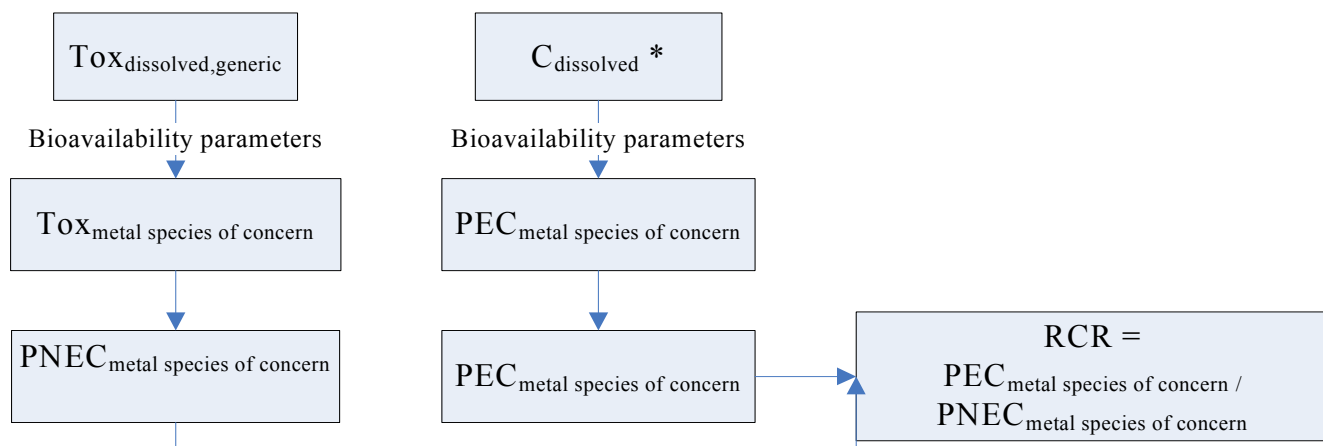 Tox dissolved,generic
C dissolved *
Bioavailability parameters
Bioavailability parameters
Tox metal species of concern
PEC metal species of concern
PNEC metal species of concern
PEC metal species of concern
RCR =
PEC metal species of concern /
PNEC metal species of concern